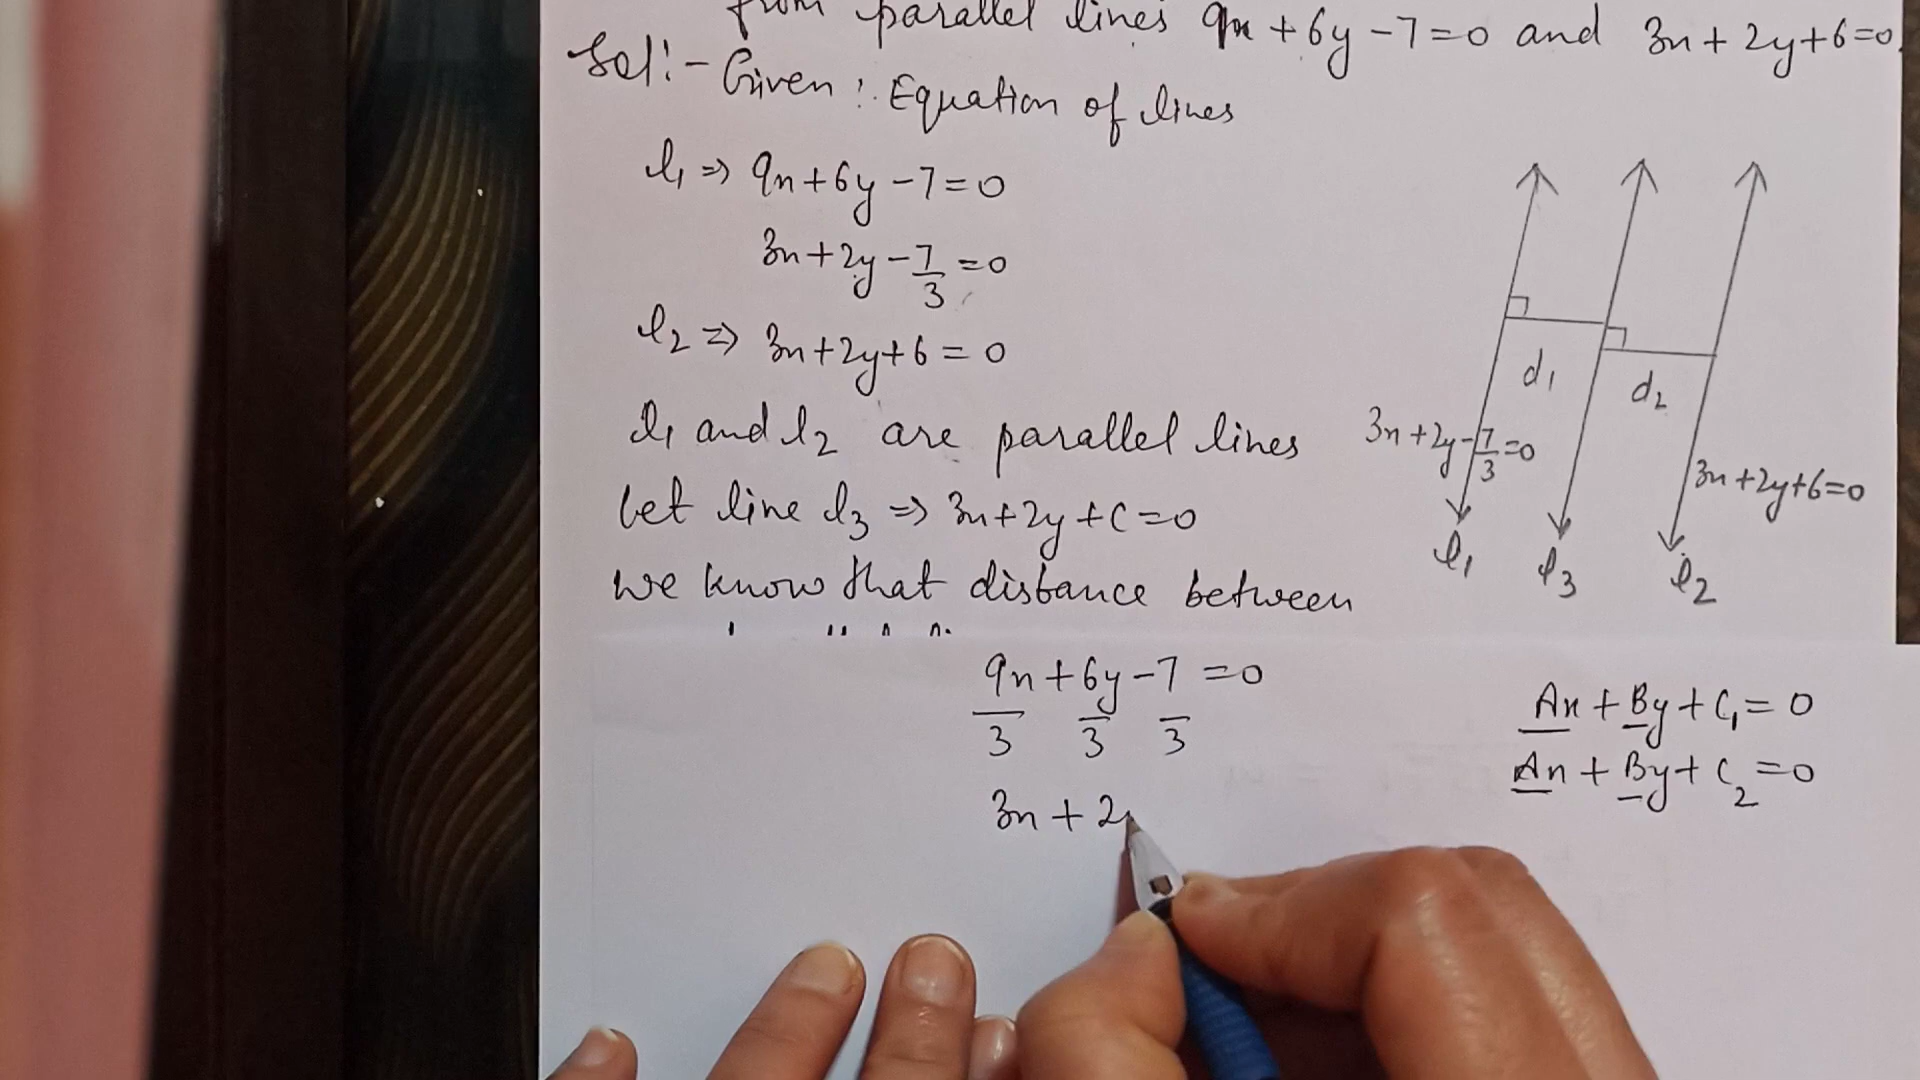 from parallel lines 9x + 6y - 7 = 0 and 3x + 2y + 6 = 0
Sol:- Given: Equation of lines
l₁ ⇒ 9x + 6y - 7 = 0
3x + 2y - 7/3 = 0
l₂ ⇒ 3x + 2y + 6 = 0
l₁ and l₂ are parallel lines
Let line l₃ ⇒ 3x + 2y + C = 0
We know that distance between
d₁
d₂
3x + 2y - 7/3 = 0
3x + 2y + 6 = 0
l₁
l₃
l₂
9x/3 + 6y/3 - 7/3 = 0
3x + 2y
Ax + By + C₁ = 0
Ax + By + C₂ = 0